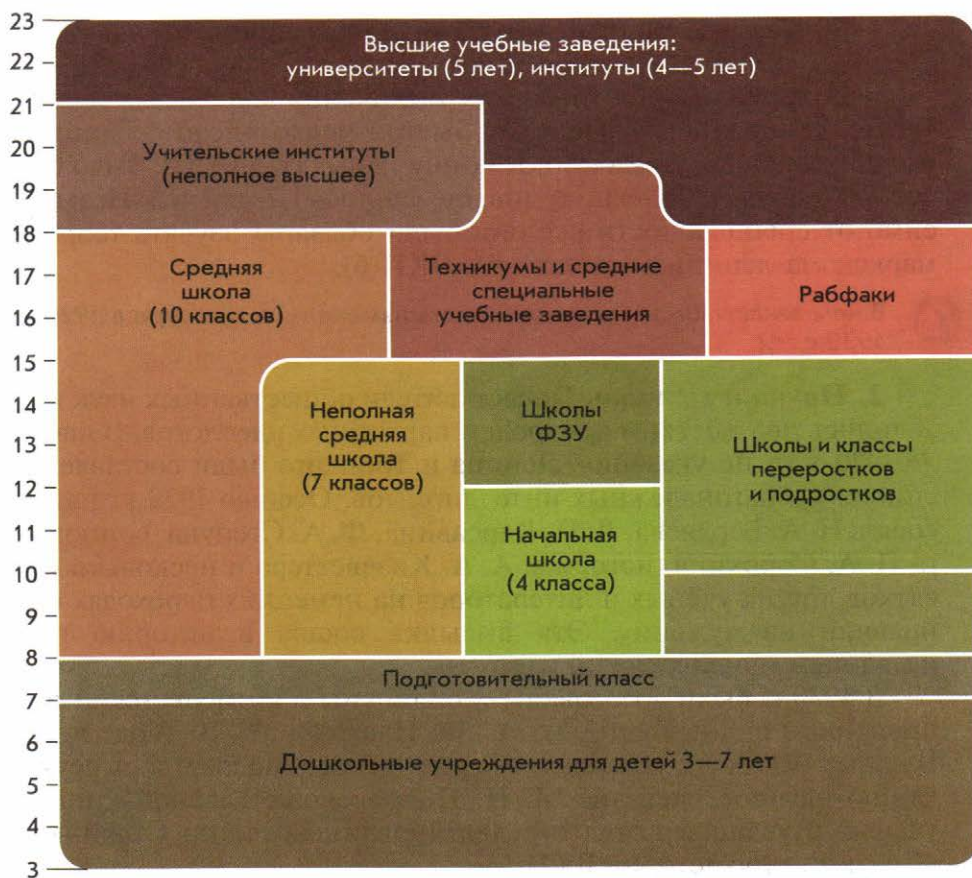 23
22
21
20
19
18
17
16
15
14
13
12
11
10
9
8
7
6
5
4
3
Высшие учебные заведения:
университеты (5 лет), институты (4—5 лет)
Учительские институты
(неполное высшее)
Средняя
школа
(10 классов)
Техникумы и средние
специальные
учебные заведения
Рабфаки
Неполная
средняя
школа
(7 классов)
Школы
ФЗУ
Школы и классы
переростков
и подростков
Начальная
школа
(4 класса)
Подготовительный класс
Дошкольные учреждения для детей 3—7 лет